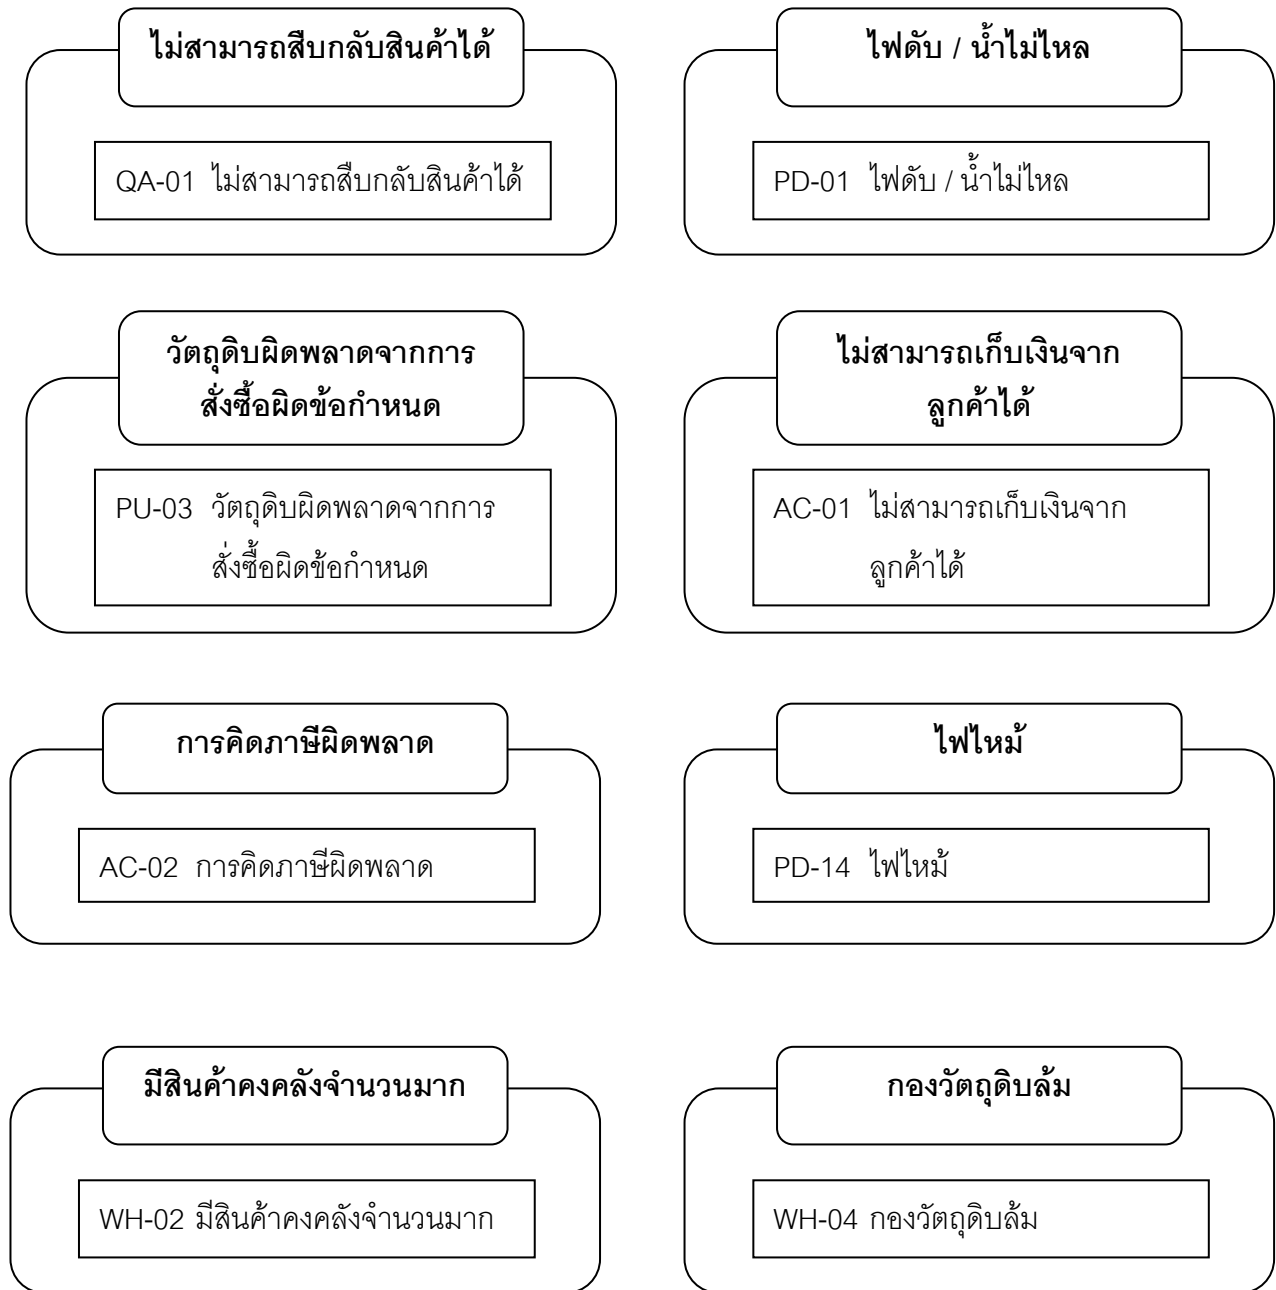 ไม่สามารถสืบกลับสินค้าได้
QA-01 ไม่สามารถสืบกลับสินค้าได้
ไฟดับ / น้ำไม่ไหล
PD-01 ไฟดับ / น้ำไม่ไหล
วัตถุดิบผิดพลาดจากการ
สั่งซื้อผิดข้อกำหนด
PU-03 วัตถุดิบผิดพลาดจากการ
สั่งซื้อผิดข้อกำหนด
ไม่สามารถเก็บเงินจาก
ลูกค้าได้
AC-01 ไม่สามารถเก็บเงินจาก
ลูกค้าได้
การคิดภาษีผิดพลาด
AC-02 การคิดภาษีผิดพลาด
ไฟไหม้
PD-14 ไฟไหม้
มีสินค้าคงคลังจำนวนมาก
WH-02 มีสินค้าคงคลังจำนวนมาก
กองวัตถุดิบล้ม
WH-04 กองวัตถุดิบล้ม